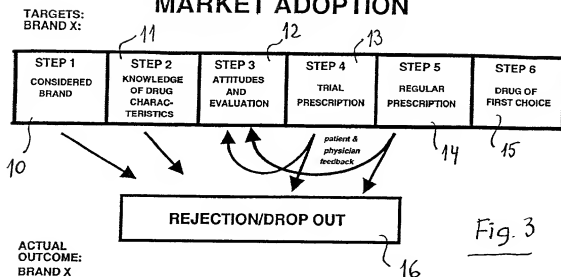 MARKET ADOPTION
TARGETS:
BRAND X:
11
12
13
STEP 1
CONSIDERED
BRAND
STEP 2
KNOWLEDGE
OF DRUG
CHARAC-
TERISTICS
STEP 3
ATTITUDES
AND
EVALUATION
STEP 4
TRIAL
PRESCRIPTION
STEP 5
REGULAR
PRESCRIPTION
STEP 6
DRUG OF
FIRST CHOICE
10
patient &
physician
feedback
14
15
REJECTION/DROP OUT
Fig. 3
ACTUAL
OUTCOME:
BRAND X
16